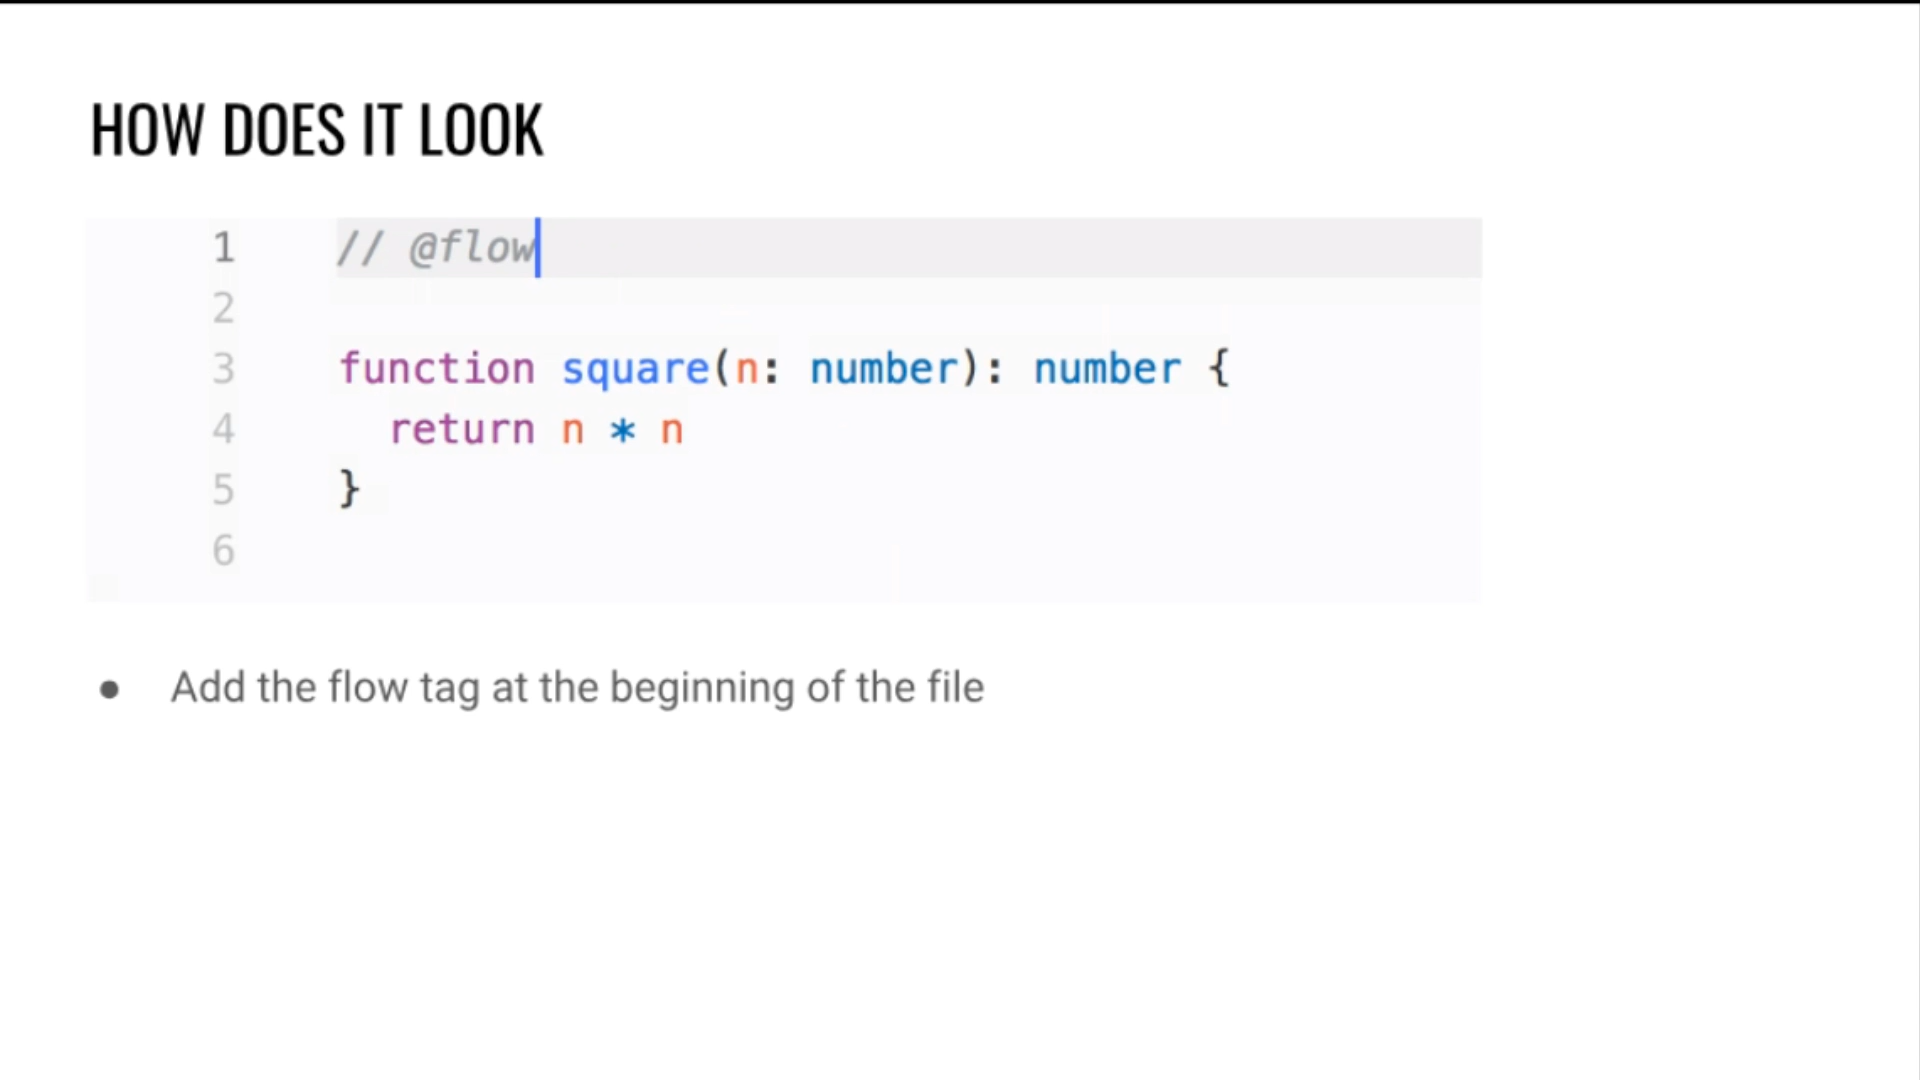 HOW DOES IT LOOK
1 // @flow
2
3 function square(n: number): number {
4 return n * n
5 }
6
● Add the flow tag at the beginning of the file